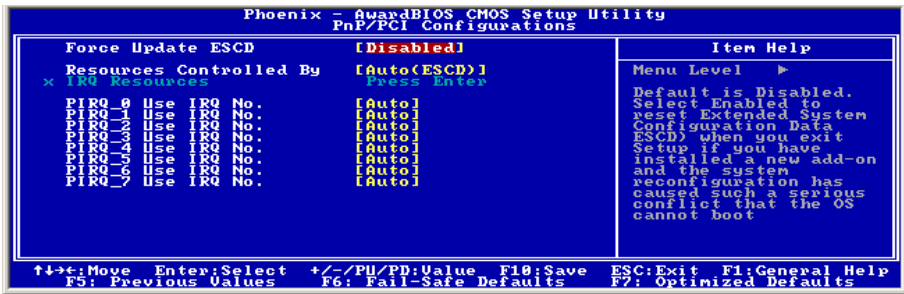 Phoenix - AwardBIOS CMOS Setup Utility
PnP/PCI Configurations
Force Update ESCD [Disabled]
Resources Controlled By [Auto(ESCD)]
x IRQ Resources Press Enter
PIRQ_0 Use IRQ No. [Auto]
PIRQ_1 Use IRQ No. [Auto]
PIRQ_2 Use IRQ No. [Auto]
PIRQ_3 Use IRQ No. [Auto]
PIRQ_4 Use IRQ No. [Auto]
PIRQ_5 Use IRQ No. [Auto]
PIRQ_6 Use IRQ No. [Auto]
PIRQ_7 Use IRQ No. [Auto]
Item Help
Menu Level ►
Default is Disabled.
Select Enabled to
reset Extended System
Configuration Data
ESCD) when you exit
Setup if you have
installed a new add-on
and the system
reconfiguration has
caused such a serious
conflict that the OS
cannot boot
↑↓→←:Move Enter:Select +/-/PU/PD:Value F10:Save ESC:Exit F1:General Help
F5: Previous Values F6: Fail-Safe Defaults F7: Optimized Defaults